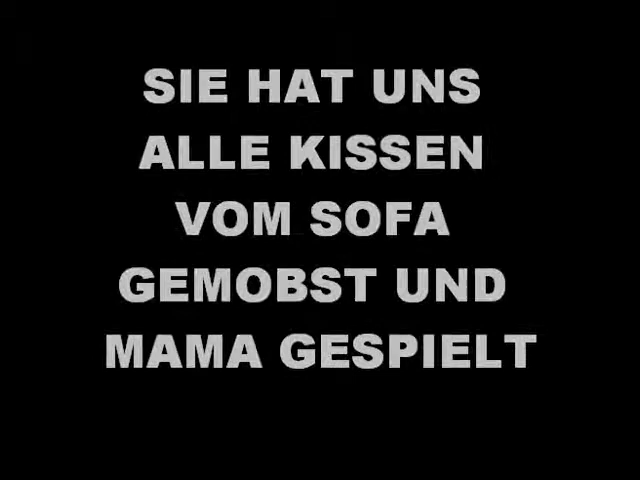 SIE HAT UNS
ALLE KISSEN
VOM SOFA
GEMOBST UND
MAMA GESPIELT